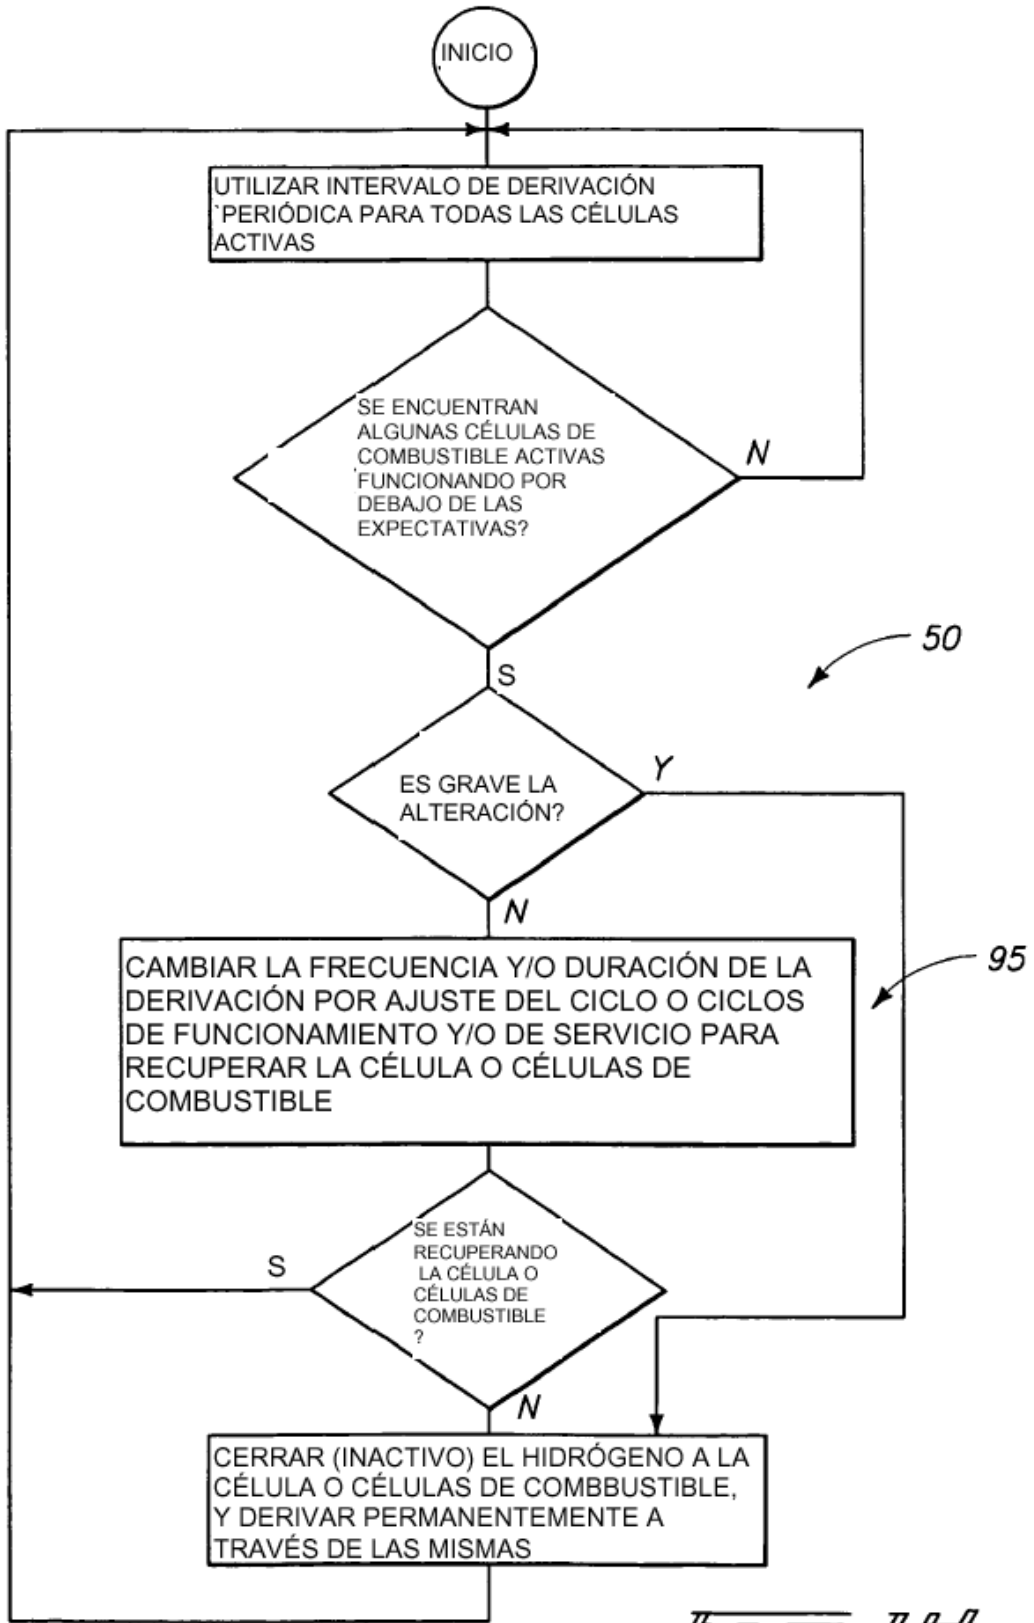 INICIO
UTILIZAR INTERVALO DE DERIVACIÓN
`PERIÓDICA PARA TODAS LAS CÉLULAS
ACTIVAS
SE ENCUENTRAN
ALGUNAS CÉLULAS DE
COMBUSTIBLE ACTIVAS
FUNCIONANDO POR
DEBAJO DE LAS
EXPECTATIVAS?
N
50
S
ES GRAVE LA
ALTERACIÓN?
Y
N
95
CAMBIAR LA FRECUENCIA Y/O DURACIÓN DE LA
DERIVACIÓN POR AJUSTE DEL CICLO O CICLOS
DE FUNCIONAMIENTO Y/O DE SERVICIO PARA
RECUPERAR LA CÉLULA O CÉLULAS DE
COMBUSTIBLE
SE ESTÁN
RECUPERANDO
LA CÉLULA O
CÉLULAS DE
COMBUSTIBLE
?
S
N
CERRAR (INACTIVO) EL HIDRÓGENO A LA
CÉLULA O CÉLULAS DE COMBBUSTIBLE,
Y DERIVAR PERMANENTEMENTE A
TRAVÉS DE LAS MISMAS